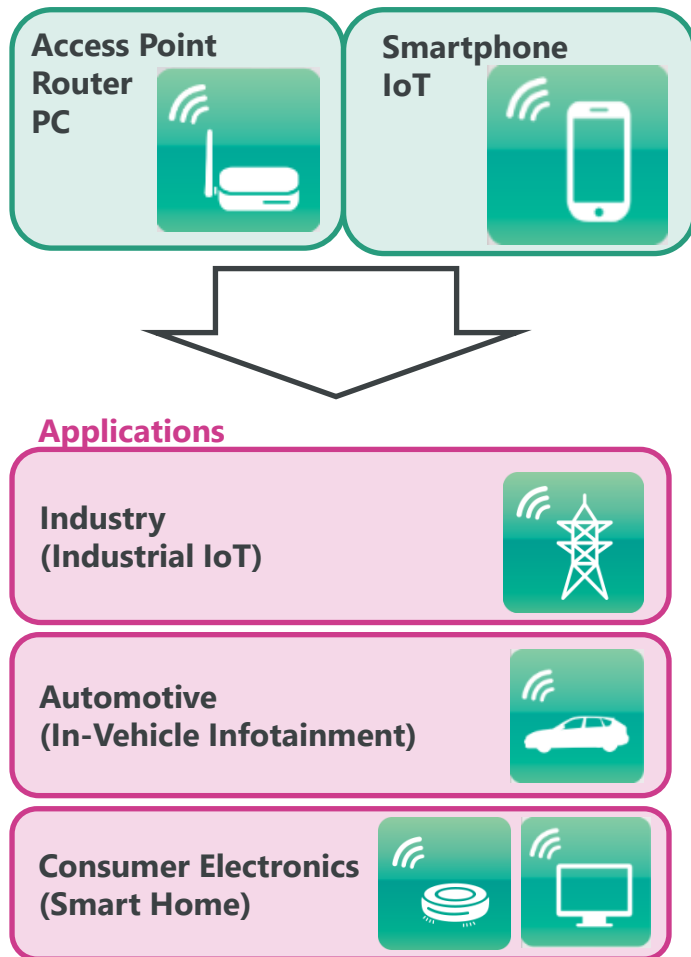 Access Point
Router
PC
Smartphone
IoT
Applications
Industry
(Industrial IoT)
Automotive
(In-Vehicle Infotainment)
Consumer Electronics
(Smart Home)